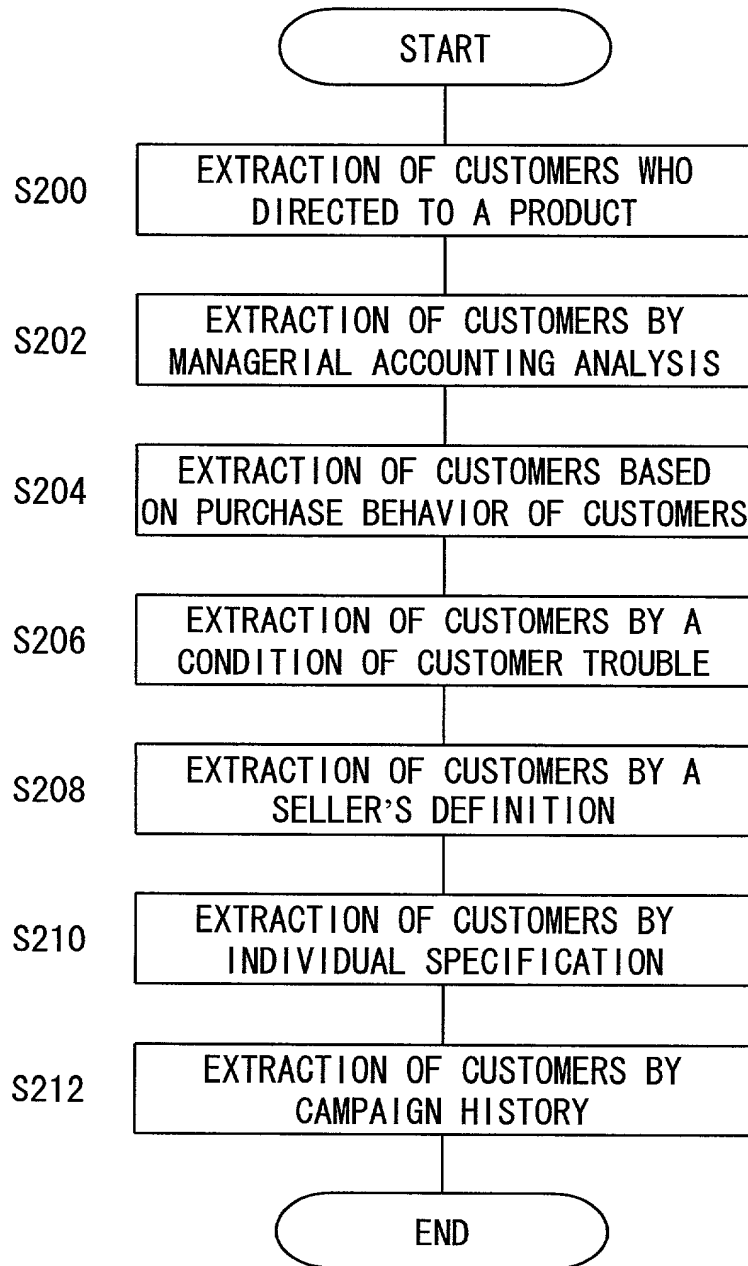 START
S200
EXTRACTION OF CUSTOMERS WHO
DIRECTED TO A PRODUCT
S202
EXTRACTION OF CUSTOMERS BY
MANAGERIAL ACCOUNTING ANALYSIS
S204
EXTRACTION OF CUSTOMERS BASED
ON PURCHASE BEHAVIOR OF CUSTOMERS
S206
EXTRACTION OF CUSTOMERS BY A
CONDITION OF CUSTOMER TROUBLE
S208
EXTRACTION OF CUSTOMERS BY A
SELLER'S DEFINITION
S210
EXTRACTION OF CUSTOMERS BY
INDIVIDUAL SPECIFICATION
S212
EXTRACTION OF CUSTOMERS BY
CAMPAIGN HISTORY
END